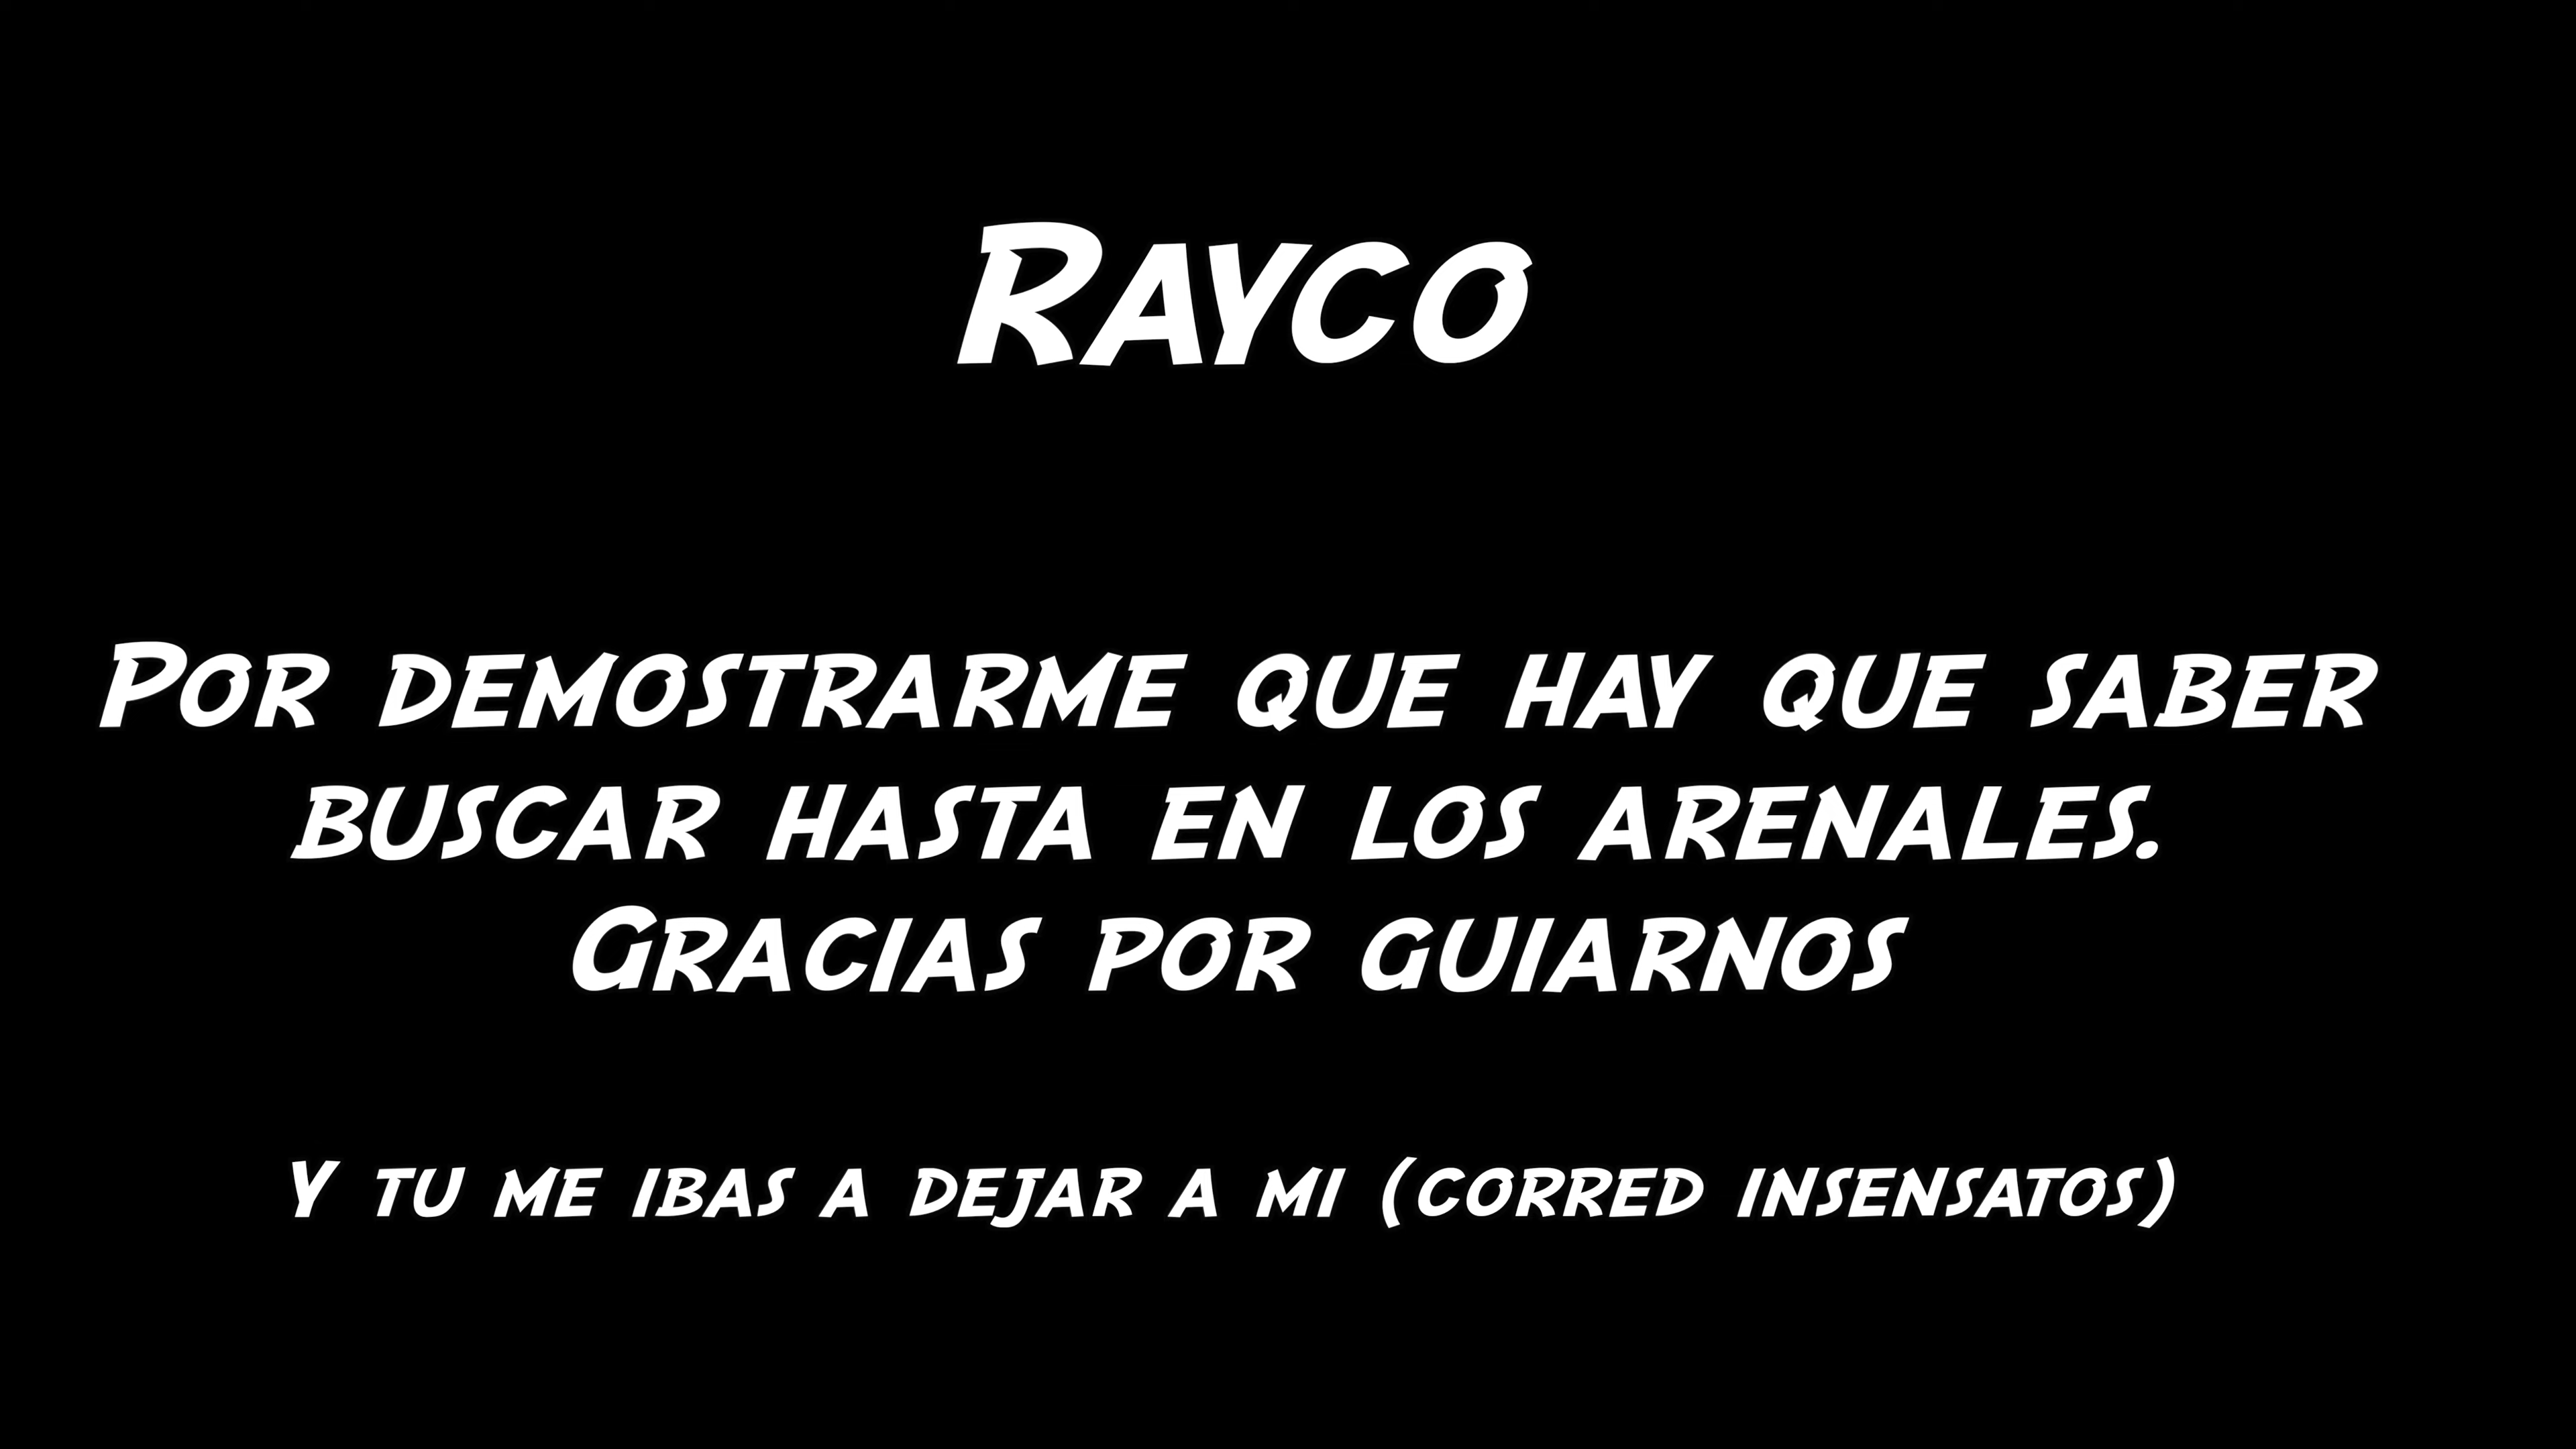 Rayco
Por demostrarme que hay que saber
buscar hasta en los arenales.
Gracias por guiarnos
Y tu me ibas a dejar a mi (corred insensatos)